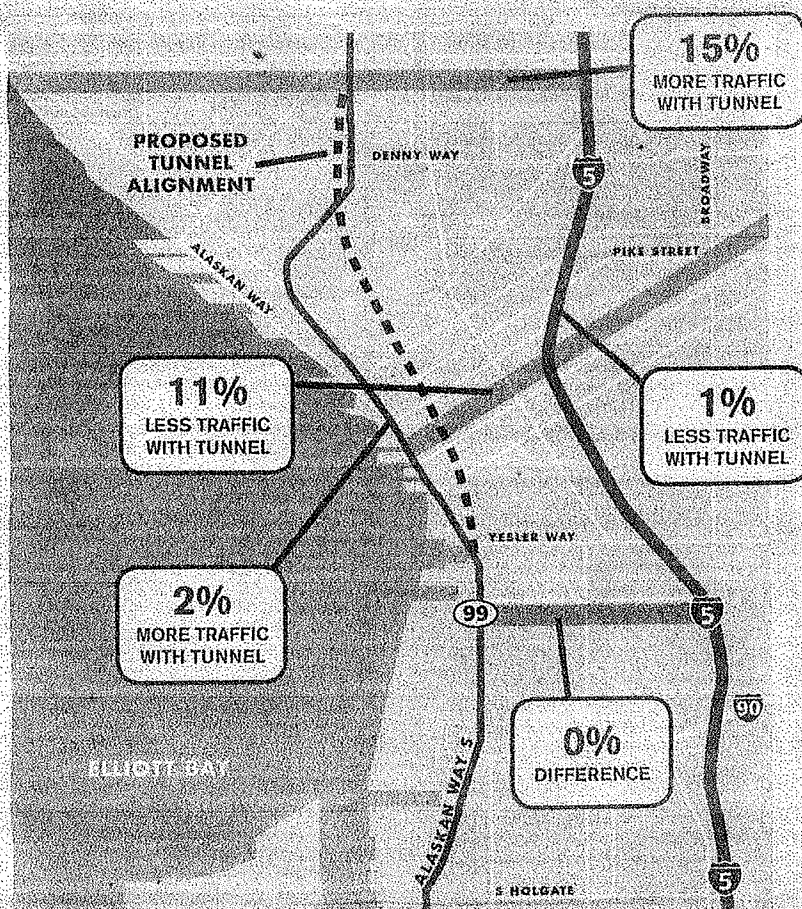 15%
MORE TRAFFIC
WITH TUNNEL
PROPOSED
TUNNEL
ALIGNMENT
DENNY WAY
5
BROADWAY
PIKE STREET
ALASKAN WAY
11%
LESS TRAFFIC
WITH TUNNEL
1%
LESS TRAFFIC
WITH TUNNEL
YESLER WAY
2%
MORE TRAFFIC
WITH TUNNEL
99
5
90
0%
DIFFERENCE
ELLIOTT BAY
ALASKAN WAY S
5
S HOLGATE